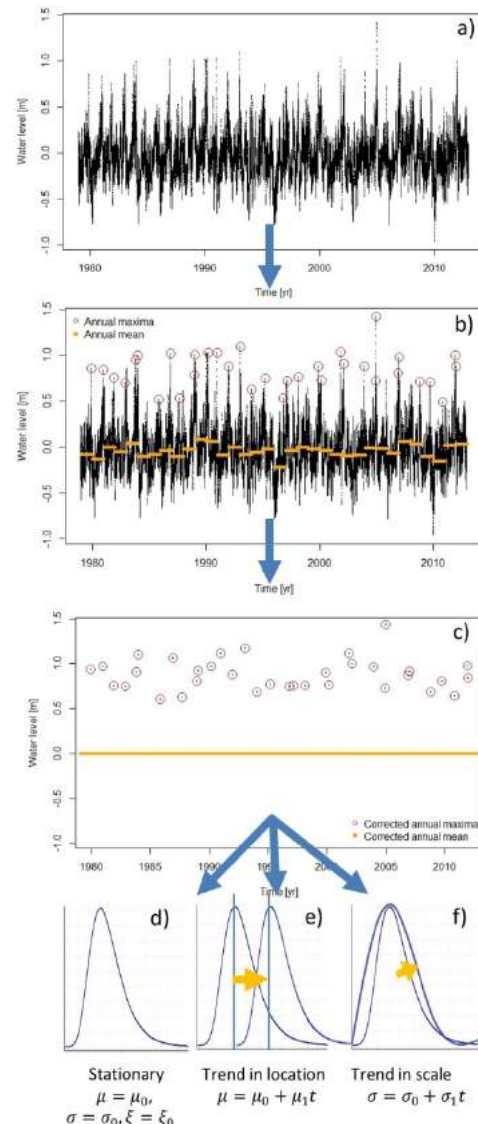 a)
1.5
1.0
0.5
0.0
-0.5
-1.0
Water level [m]
1980 1990 2000 2010
Time [yr]
b)
Annual maxima
Annual mean
1.5
1.0
0.5
0.0
-0.5
-1.0
Water level [m]
1980 1990 2000 2010
Time [yr]
c)
1.5
1.0
0.5
0.0
-0.5
-1.0
Water level [m]
Corrected annual maxima
Corrected annual mean
1980 1985 1990 1995 2000 2005 2010
Time [yr]
d) e) f)
Stationary Trend in location Trend in scale
μ = μ₀, μ = μ₀ + μ₁t σ = σ₀ + σ₁t
σ = σ₀, ξ = ξ₀